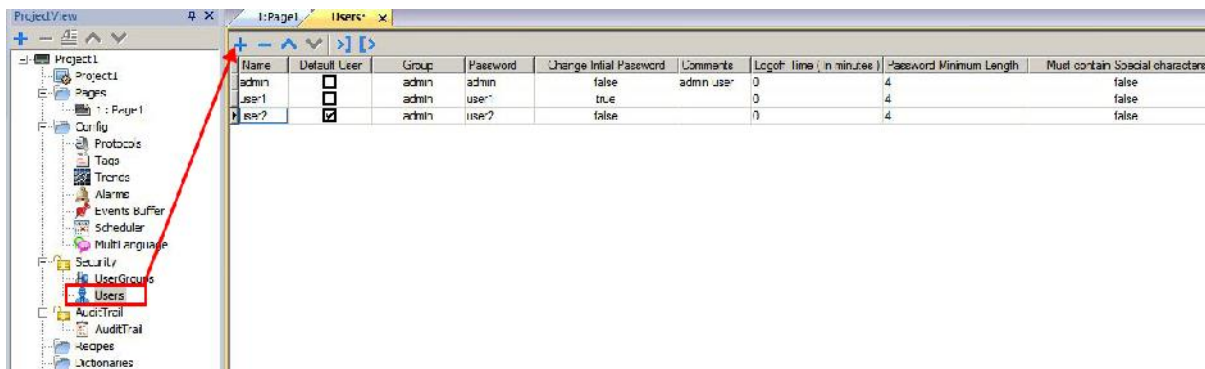 ProjectView
1:Page1 Users* x
Project1
Project1
Pages
1 : Page1
Config
Protocols
Tags
Trends
Alarms
Events Buffer
Scheduler
MultiLanguage
Security
UserGroups
Users
AuditTrail
AuditTrail
Recipes
Dictionaries
Name Default User Group Password Change Initial Password Comments Logoff Time ( In minutes ) Password Minimum Length Must contain Special characters
admin admin admin false admin user 0 4 false
user1 admin user1 true 0 4 false
user2 admin user2 false 0 4 false